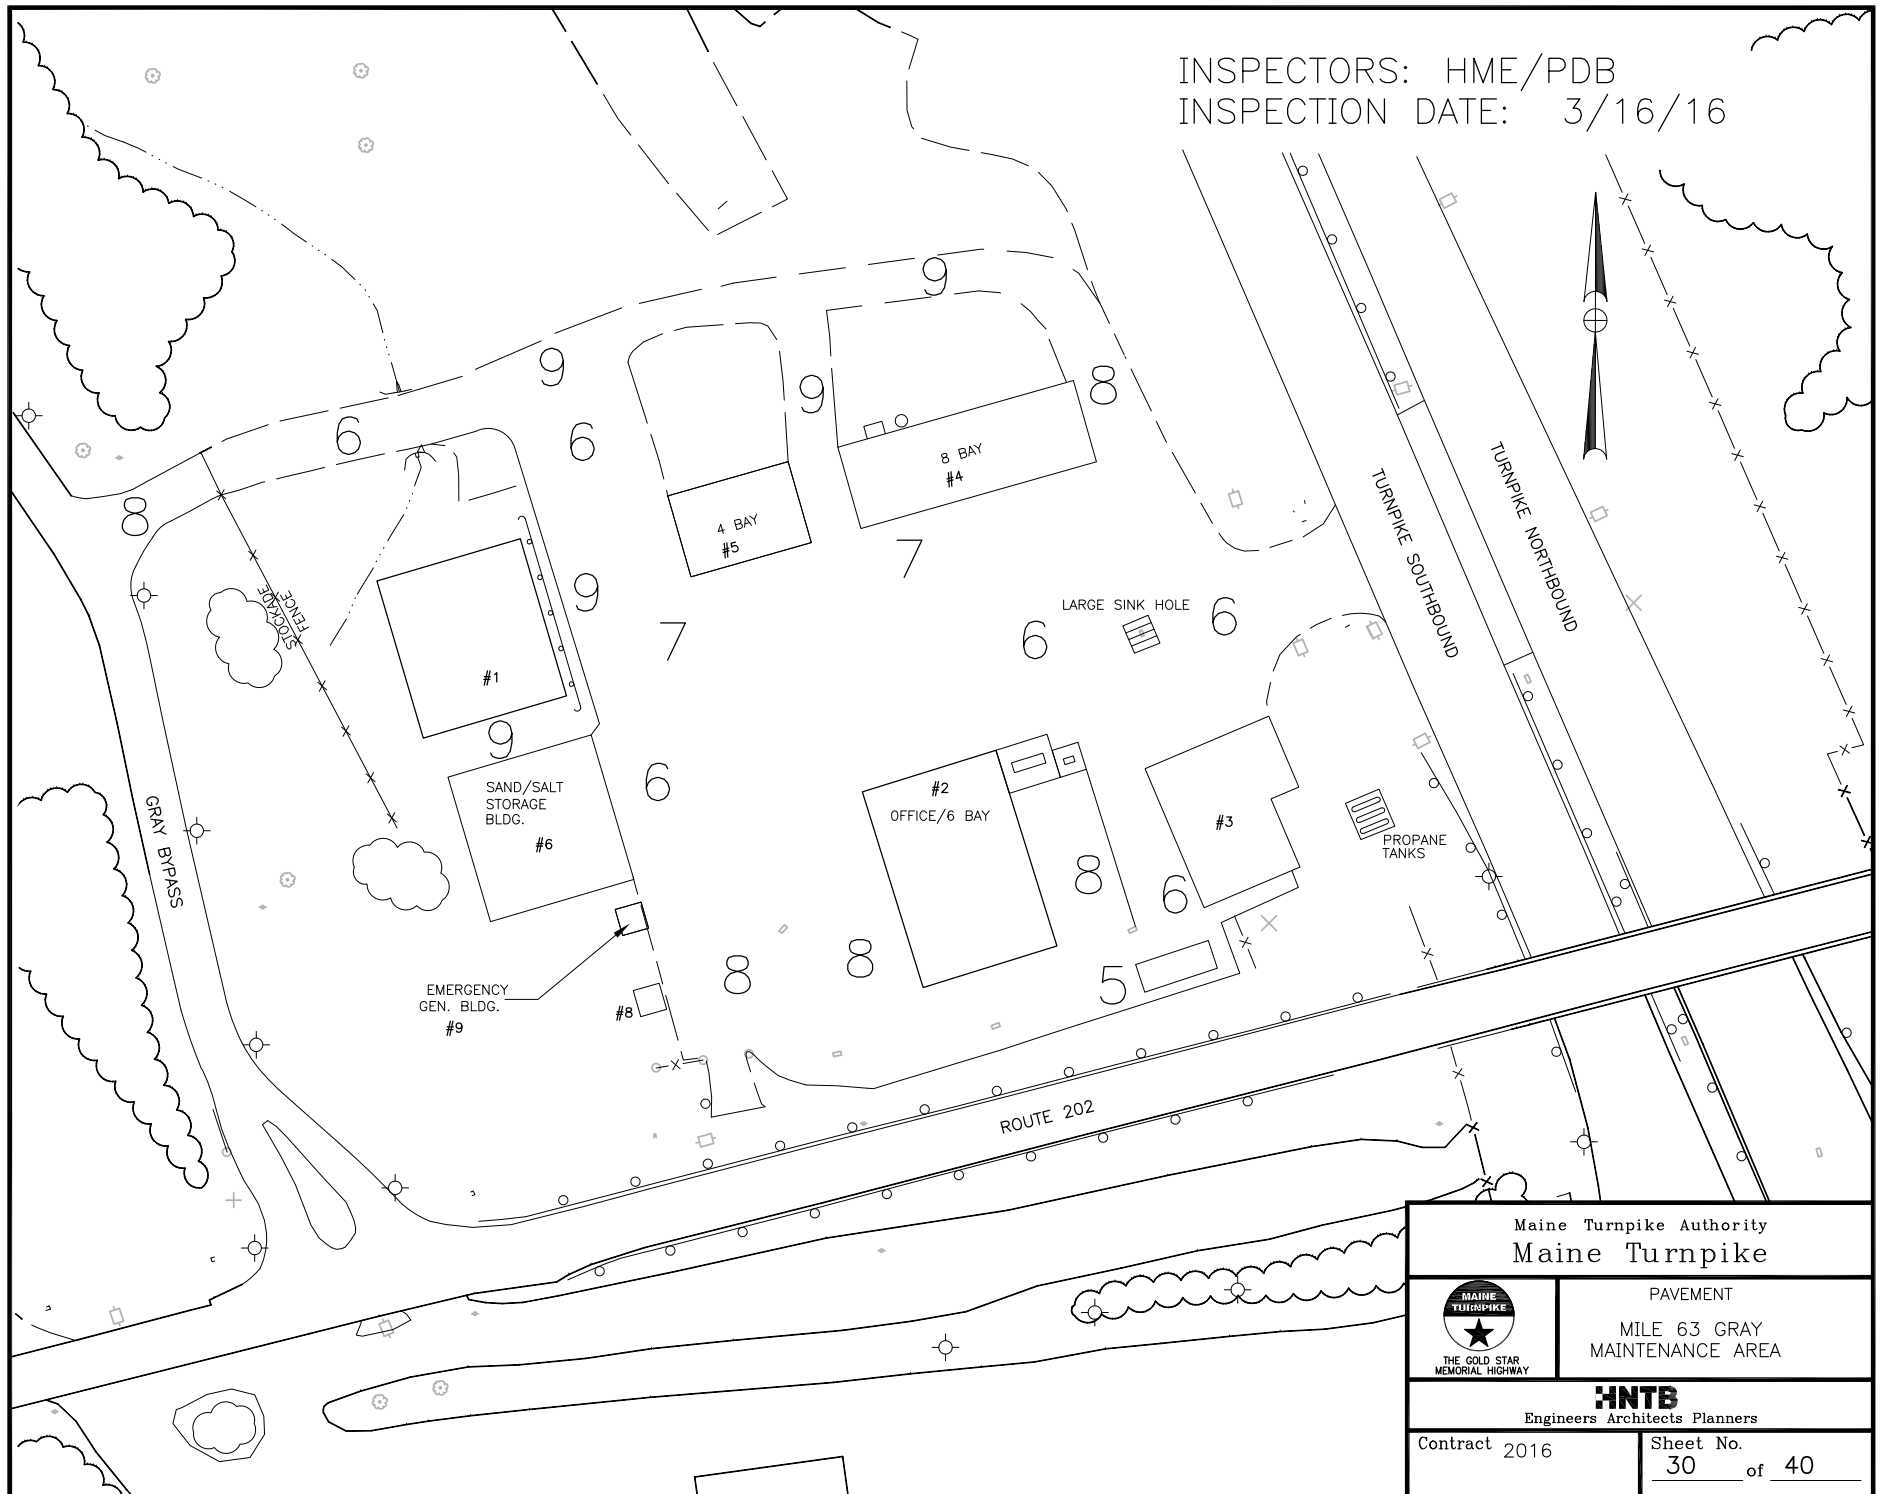 INSPECTORS: HME/PDB
INSPECTION DATE: 3/16/16
9
9
6
6
9
8
8 BAY
#4
8
4 BAY
#5
7
TURNPIKE SOUTHBOUND
TURNPIKE NORTHBOUND
STOCKADE
FENCE
9
7
LARGE SINK HOLE
6
6
#1
9
6
SAND/SALT
STORAGE
BLDG.
#6
#2
OFFICE/6 BAY
#3
PROPANE
TANKS
GRAY BYPASS
8
6
8
8
5
EMERGENCY
GEN. BLDG.
#9
#8
ROUTE 202
Maine Turnpike Authority
Maine Turnpike
MAINE
TURNPIKE
THE GOLD STAR
MEMORIAL HIGHWAY
PAVEMENT
MILE 63 GRAY
MAINTENANCE AREA
HNTB
Engineers Architects Planners
Contract 2016
Sheet No.
30 of 40